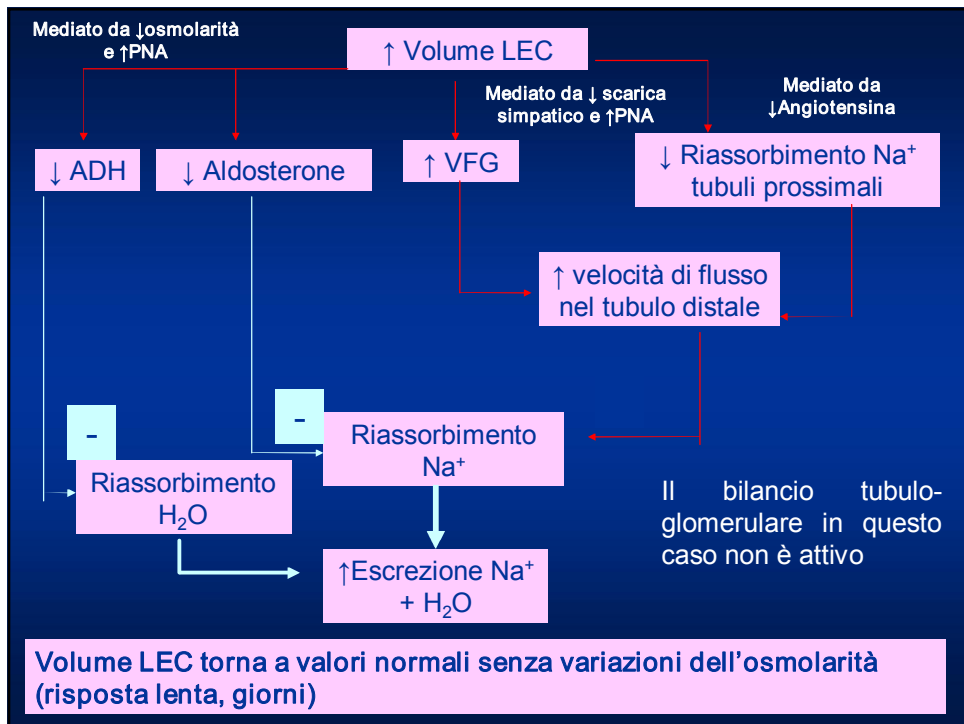 Mediato da ↓osmolarità
e ↑PNA
↑ Volume LEC
Mediato da ↓ scarica
simpatico e ↑PNA
Mediato da
↓Angiotensina
↓ ADH
↓ Aldosterone
↑ VFG
↓ Riassorbimento Na⁺
tubuli prossimali
↑ velocità di flusso
nel tubulo distale
-
-
Riassorbimento
Na⁺
Riassorbimento
H₂O
Il bilancio tubulo-
glomerulare in questo
caso non è attivo
↑Escrezione Na⁺
+ H₂O
Volume LEC torna a valori normali senza variazioni dell'osmolarità
(risposta lenta, giorni)